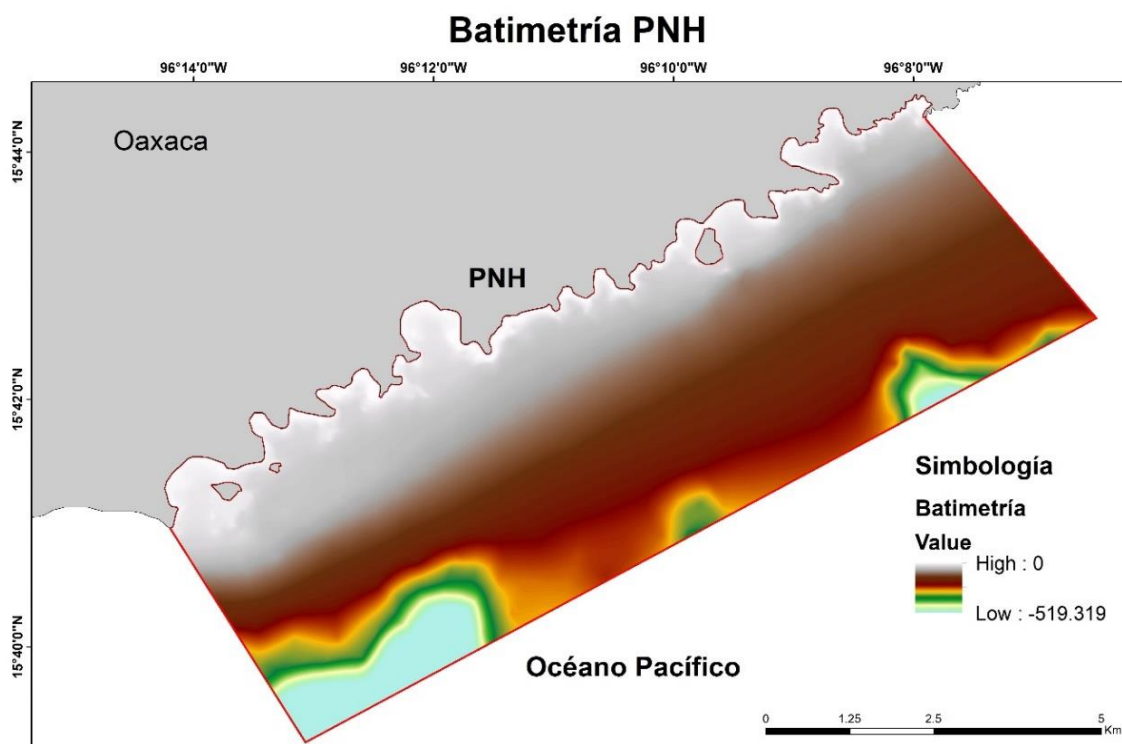 Batimetría PNH
96°14'0"W
96°12'0"W
96°10'0"W
96°8'0"W
15°44'0"N
15°42'0"N
15°40'0"N
Oaxaca
PNH
Océano Pacífico
Simbología
Batimetría
Value
High : 0
Low : -519.319
0 1.25 2.5 5
Km